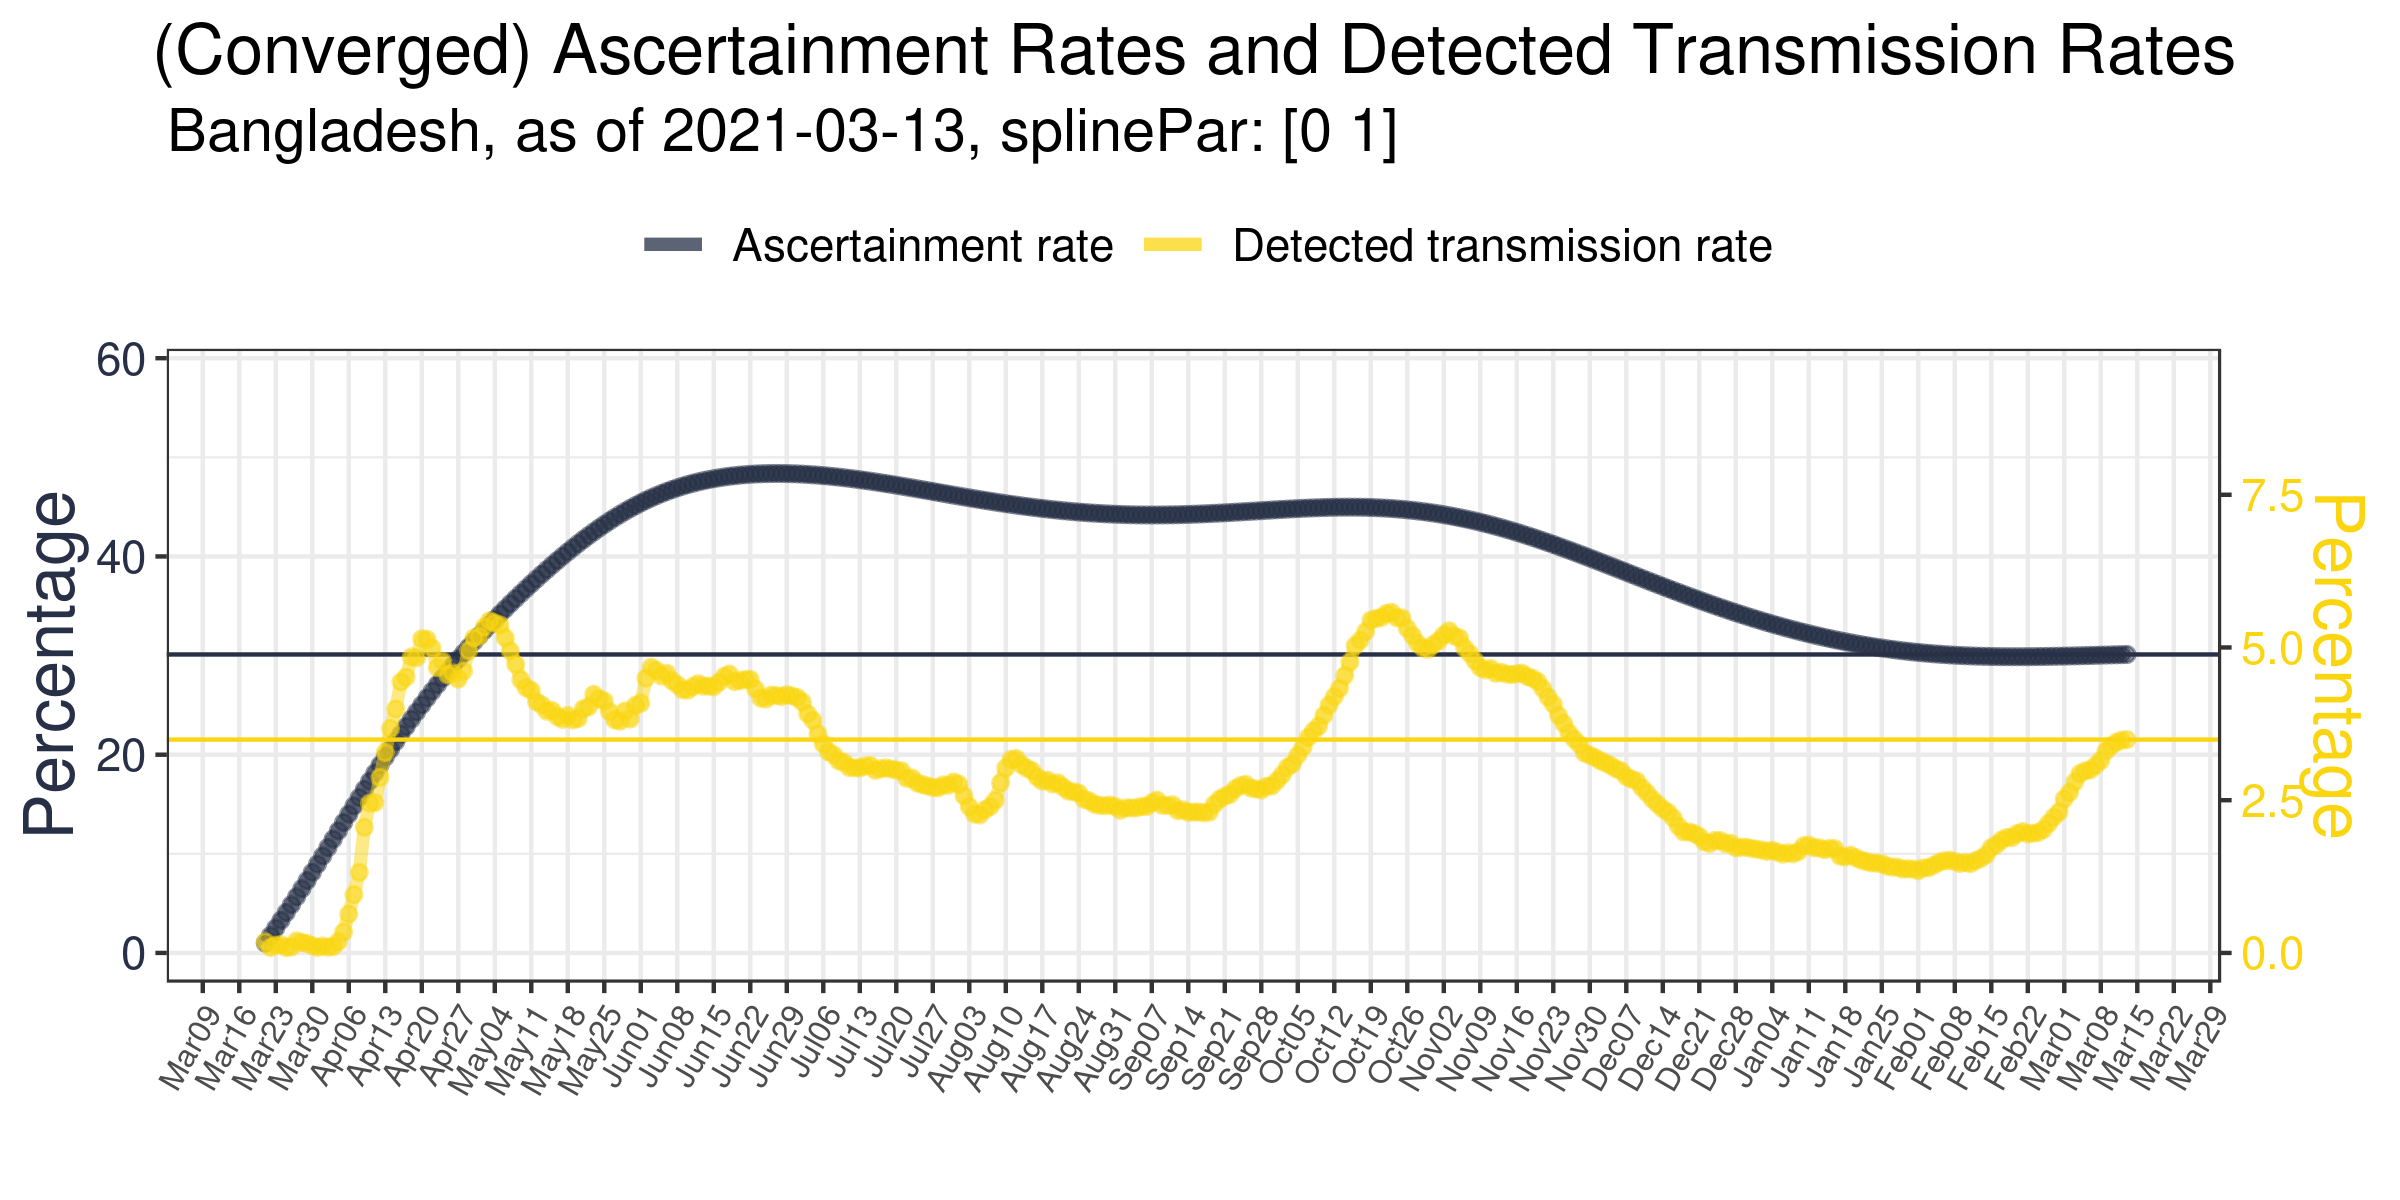 (Converged) Ascertainment Rates and Detected Transmission Rates
Bangladesh, as of 2021-03-13, splinePar: [0 1]
Ascertainment rate
Detected transmission rate
Percentage
60
40
20
0
7.5
5.0
2.5
0.0
Percentage
Mar09
Mar16
Mar23
Mar30
Apr06
Apr13
Apr20
Apr27
May04
May11
May18
May25
Jun01
Jun08
Jun15
Jun22
Jun29
Jul06
Jul13
Jul20
Jul27
Aug03
Aug10
Aug17
Aug24
Aug31
Sep07
Sep14
Sep21
Sep28
Oct05
Oct12
Oct19
Oct26
Nov02
Nov09
Nov16
Nov23
Nov30
Dec07
Dec14
Dec21
Dec28
Jan04
Jan11
Jan18
Jan25
Feb01
Feb08
Feb15
Feb22
Mar01
Mar08
Mar15
Mar22
Mar29